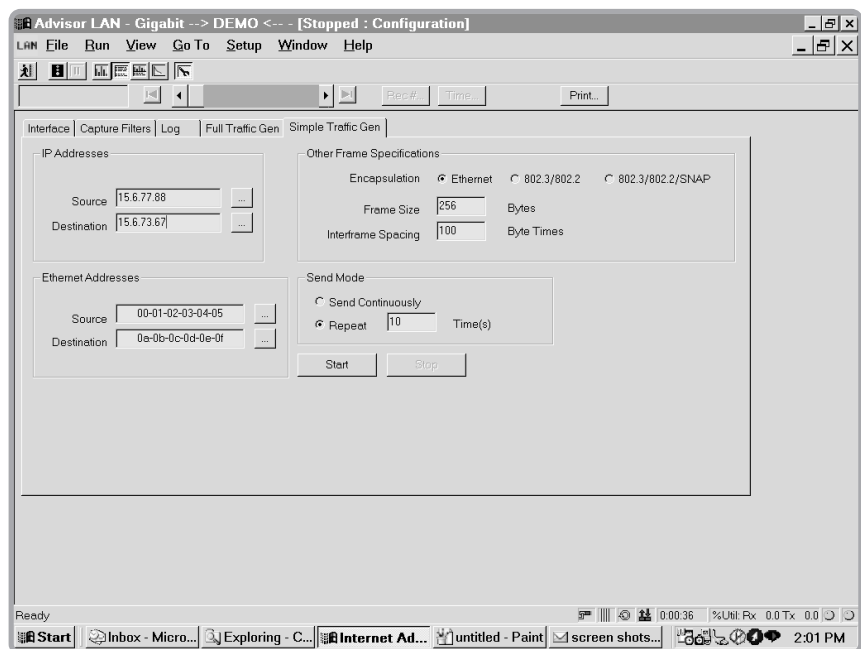 Advisor LAN - Gigabit --> DEMO <-- - [Stopped : Configuration]
LAN File Run View Go To Setup Window Help
Rec#... Time... Print...
Interface Capture Filters Log Full Traffic Gen Simple Traffic Gen
IP Addresses
Source 15.6.77.88 ...
Destination 15.6.73.67 ...
Other Frame Specifications
Encapsulation Ethernet 802.3/802.2 802.3/802.2/SNAP
Frame Size 256 Bytes
Interframe Spacing 100 Byte Times
Ethernet Addresses
Source 00-01-02-03-04-05 ...
Destination 0a-0b-0c-0d-0e-0f ...
Send Mode
Send Continuously
Repeat 10 Time(s)
Start Stop
Ready 0:00:36 %Util: Rx 0.0 Tx 0.0
Start Inbox - Micro... Exploring - C... Internet Ad... untitled - Paint screen shots... 2:01 PM